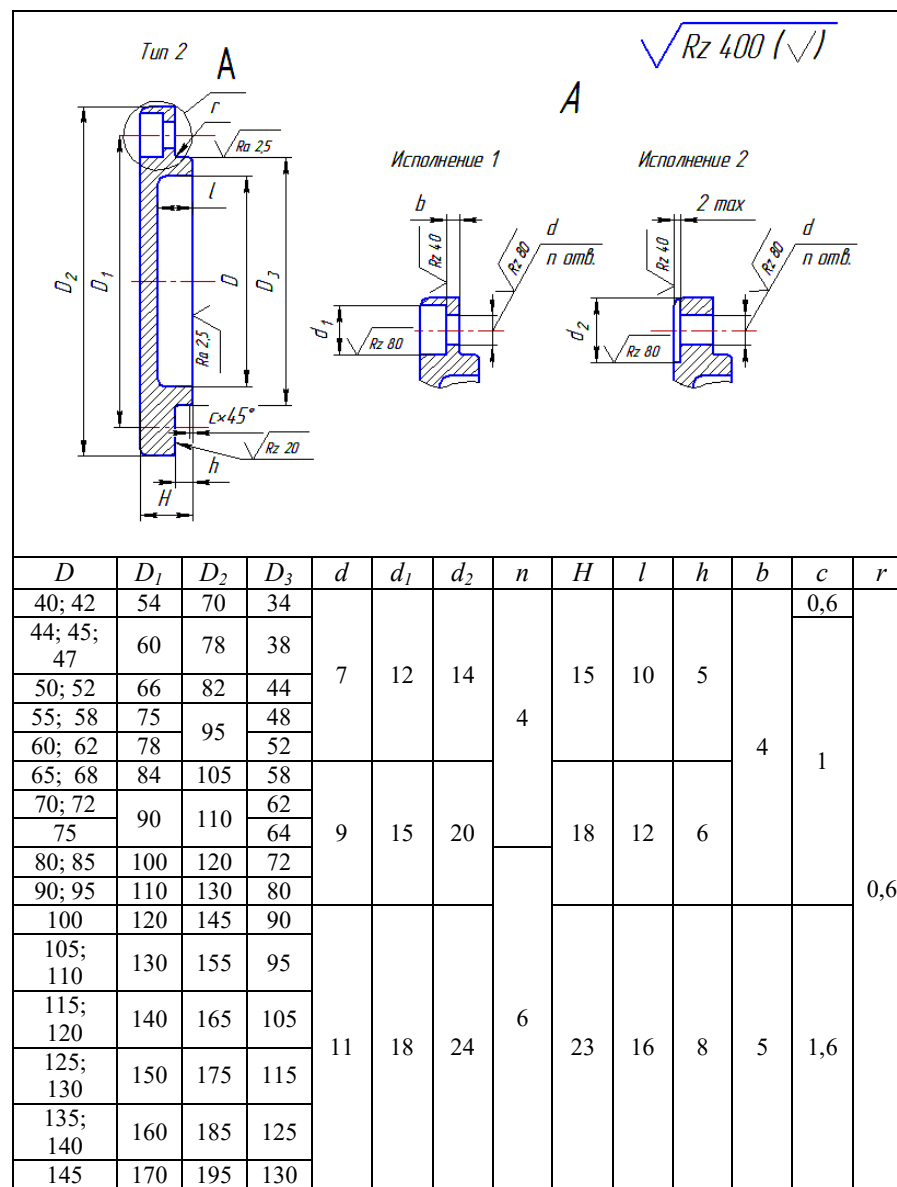 Тип 2
A
√Rz 400 (√)
A
r
Ra 2,5
Исполнение 1
Исполнение 2
l
b
2 max
Rz 40
Rz 80
d
n отв.
Rz 40
Rz 80
d
n отв.
D₂
D₁
D
D₃
d₁
Rz 80
d₂
Rz 80
Ra 2,5
c×45°
Rz 20
h
H
D D₁ D₂ D₃ d d₁ d₂ n H l h b c r
40; 42 54 70 34 7 12 14 4 15 10 5 4 0,6 0,6
44; 45; 47 60 78 38 1
50; 52 66 82 44
55; 58 75 95 48
60; 62 78 52
65; 68 84 105 58 9 15 20 18 12 6
70; 72 90 110 62
75 64
80; 85 100 120 72 6
90; 95 110 130 80
100 120 145 90 11 18 24 23 16 8 5 1,6
105; 110 130 155 95
115; 120 140 165 105
125; 130 150 175 115
135; 140 160 185 125
145 170 195 130